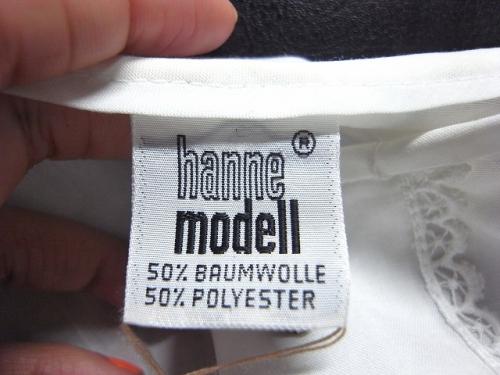 hanne ®
modell
50% BAUMWOLLE
50% POLYESTER